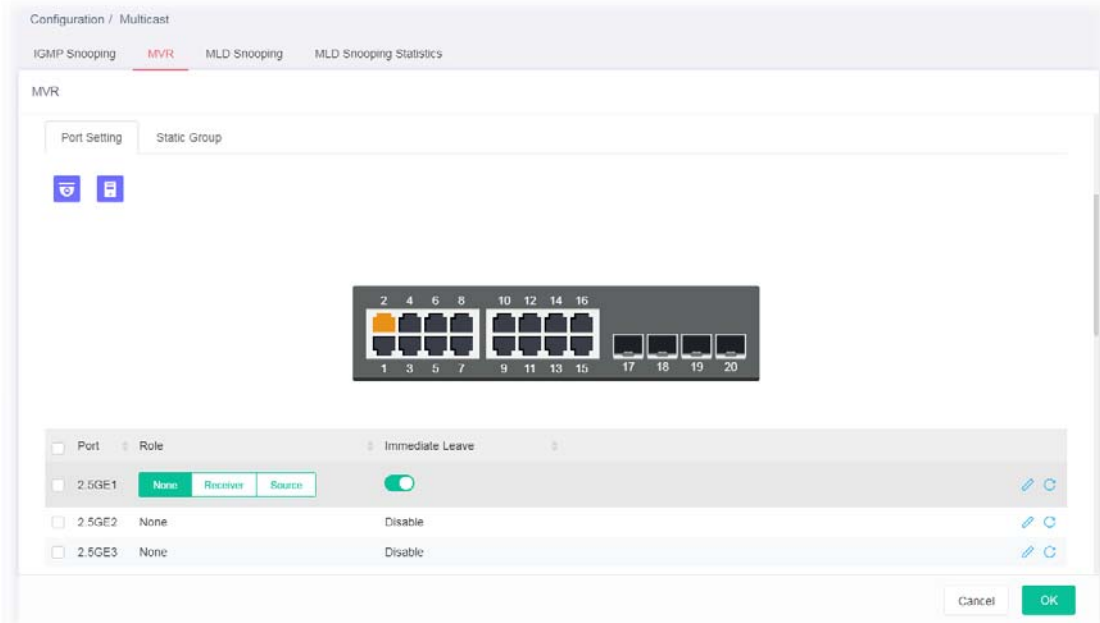 Configuration / Multicast
IGMP Snooping MVR MLD Snooping MLD Snooping Statistics
MVR
Port Setting Static Group
2 4 6 8 10 12 14 16
1 3 5 7 9 11 13 15 17 18 19 20
Port Role Immediate Leave
2.5GE1 None Receiver Source
2.5GE2 None Disable
2.5GE3 None Disable
Cancel OK